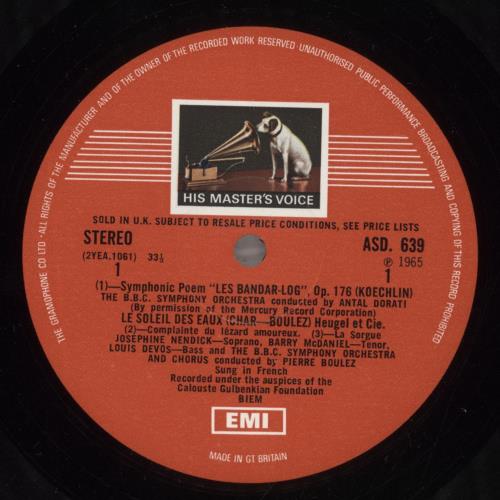 THE GRAMOPHONE CO LTD - ALL RIGHTS OF THE MANUFACTURER AND OF THE OWNER OF THE RECORDED WORK RESERVED UNAUTHORISED PUBLIC PERFORMANCE BROADCASTING AND COPYING OF THIS RECORD PROHIBITED
HIS MASTER'S VOICE
SOLD IN U.K. SUBJECT TO RESALE PRICE CONDITIONS, SEE PRICE LISTS
STEREO ASD. 639
(2YEA.1061) 33⅓ ℗ 1965
1 1
(1)—Symphonic Poem "LES BANDAR-LOG", Op. 176 (KOECHLIN)
THE B.B.C. SYMPHONY ORCHESTRA conducted by ANTAL DORATI
(By permission of the Mercury Record Corporation)
LE SOLEIL DES EAUX (CHAR—BOULEZ) Heugel et Cie.
(2)—Complainte du lézard amoureux. (3)—La Sorgue
JOSEPHINE NENDICK—Soprano, BARRY McDANIEL—Tenor,
LOUIS DEVOS—Bass and THE B.B.C. SYMPHONY ORCHESTRA
AND CHORUS conducted by PIERRE BOULEZ
Sung in French
Recorded under the auspices of the
Calouste Gulbenkian Foundation
BIEM
EMI
MADE IN GT BRITAIN